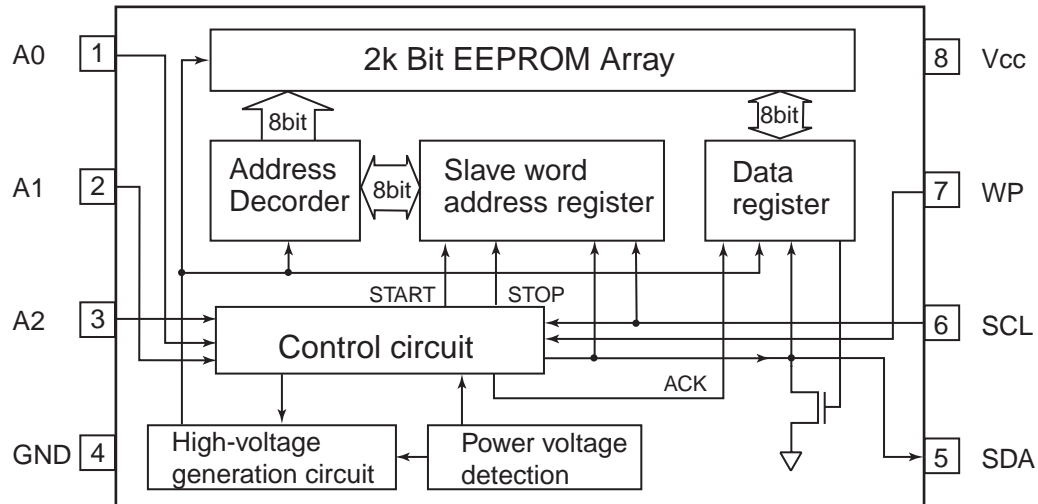 A0 1
2k Bit EEPROM Array
8 Vcc
8bit
8bit
A1 2
Address
Decorder
8bit
Slave word
address register
Data
register
7 WP
START
STOP
A2 3
Control circuit
6 SCL
ACK
GND 4
High-voltage
generation circuit
Power voltage
detection
5 SDA